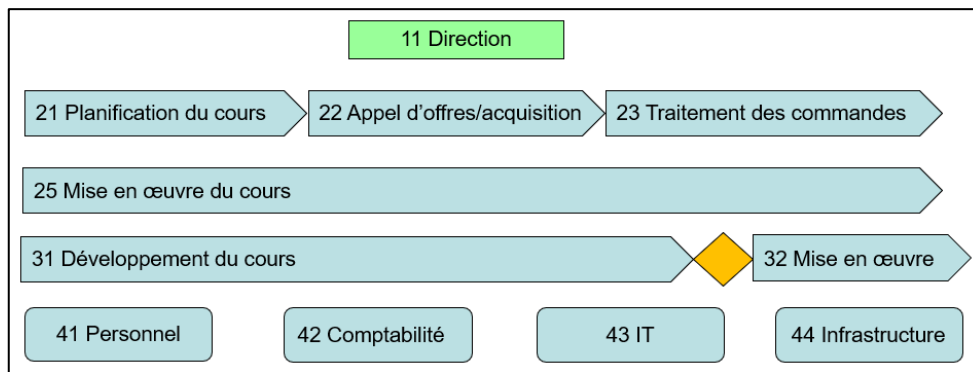 11 Direction
21 Planification du cours
22 Appel d'offres/acquisition
23 Traitement des commandes
25 Mise en œuvre du cours
31 Développement du cours
32 Mise en œuvre
41 Personnel
42 Comptabilité
43 IT
44 Infrastructure